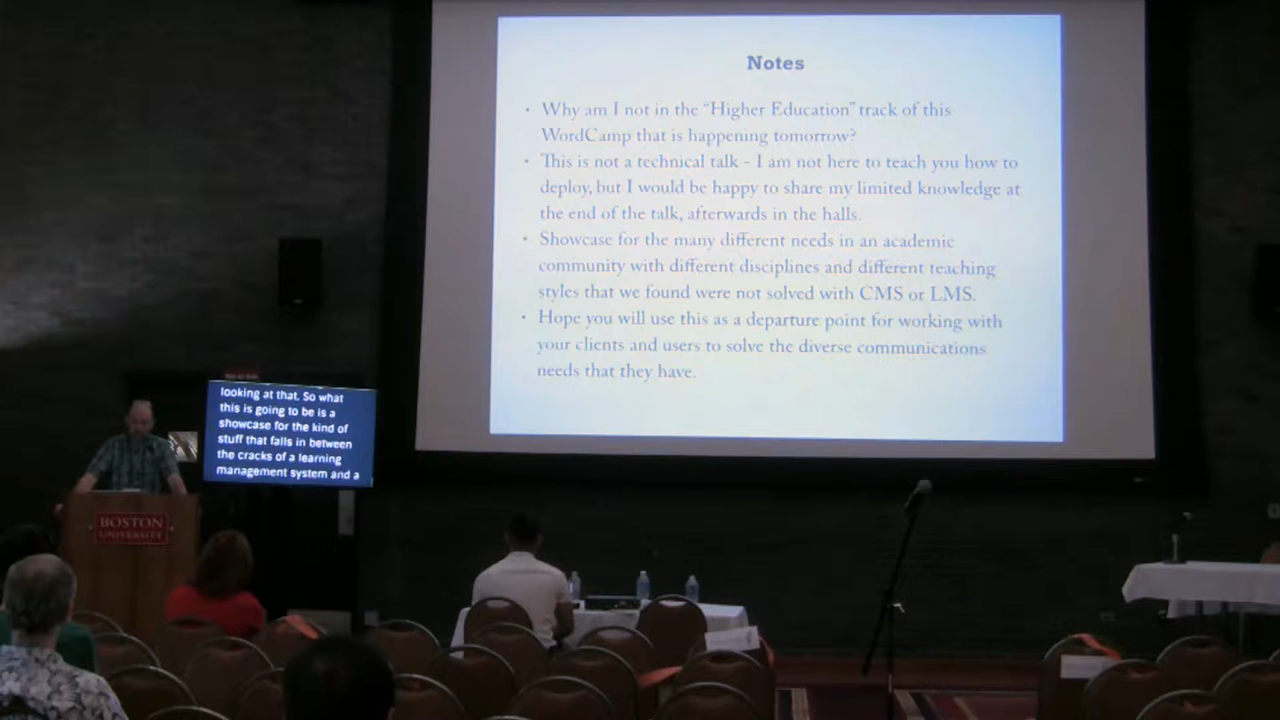 Notes
• Why am I not in the “Higher Education” track of this
WordCamp that is happening tomorrow?
• This is not a technical talk - I am not here to teach you how to
deploy, but I would be happy to share my limited knowledge at
the end of the talk, afterwards in the halls.
• Showcase for the many different needs in an academic
community with different disciplines and different teaching
styles that we found were not solved with CMS or LMS.
• Hope you will use this as a departure point for working with
your clients and users to solve the diverse communications
needs that they have.
looking at that. So what
this is going to be is a
showcase for the kind of
stuff that falls in between
the cracks of a learning
management system and a
BOSTON
UNIVERSITY